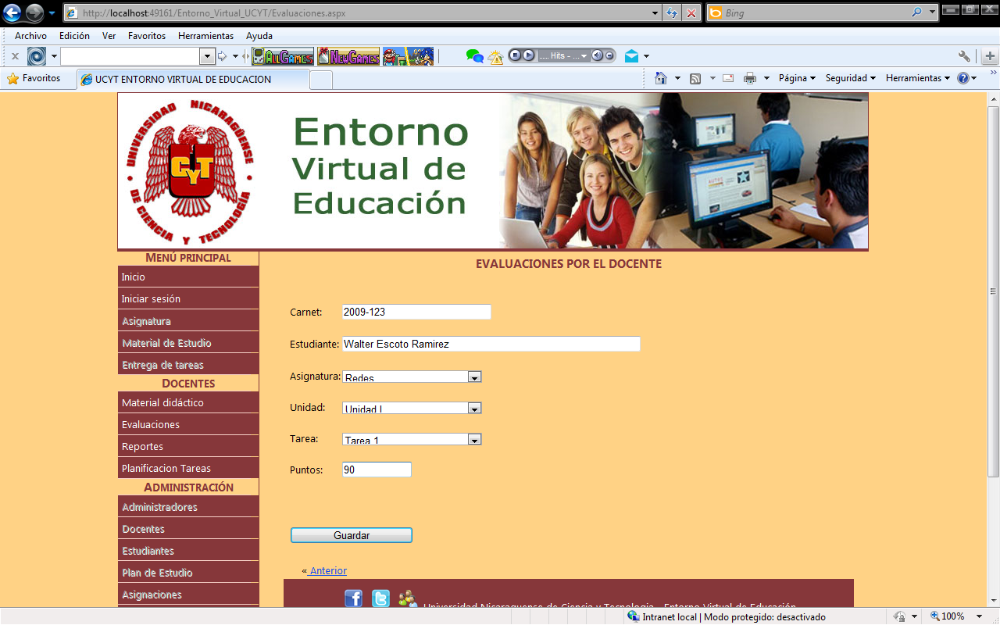 http://localhost:49161/Entorno_Virtual_UCYT/Evaluaciones.aspx
Bing
Archivo Edición Ver Favoritos Herramientas Ayuda
ALLGAMES NEWGAMES ..... Hits - ...
Favoritos UCYT ENTORNO VIRTUAL DE EDUCACION Página Seguridad Herramientas
UNIVERSIDAD NICARAGÜENSE
DE CIENCIA Y TECNOLOGÍA
CYT
Entorno
Virtual de
Educación
MENÚ PRINCIPAL
Inicio
Iniciar sesión
Asignatura
Material de Estudio
Entrega de tareas
DOCENTES
Material didáctico
Evaluaciones
Reportes
Planificacion Tareas
ADMINISTRACIÓN
Administradores
Docentes
Estudiantes
Plan de Estudio
Asignaciones
EVALUACIONES POR EL DOCENTE
Carnet: 2009-123
Estudiante: Walter Escoto Ramirez
Asignatura: Redes
Unidad: Unidad I
Tarea: Tarea 1
Puntos: 90
Guardar
« Anterior
Universidad Nicaraguense de Ciencia y Tecnologia - Entorno Virtual de Educación
Intranet local | Modo protegido: desactivado 100%